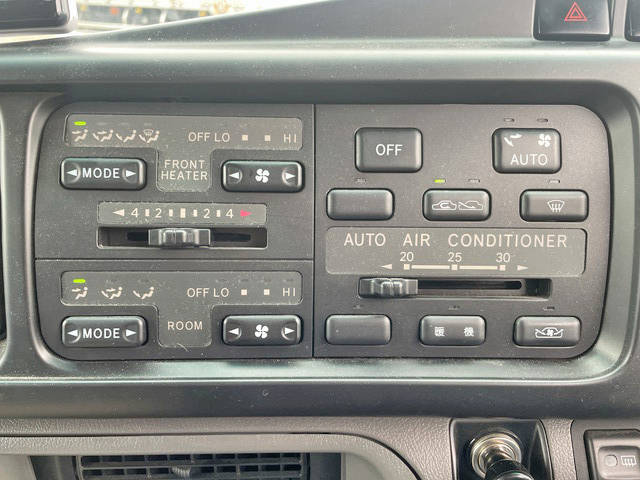 OFF LO HI
MODE
FRONT
HEATER
4 2 2 4
OFF LO HI
MODE
ROOM
OFF
AUTO
AUTO AIR CONDITIONER
20 25 30
暖機